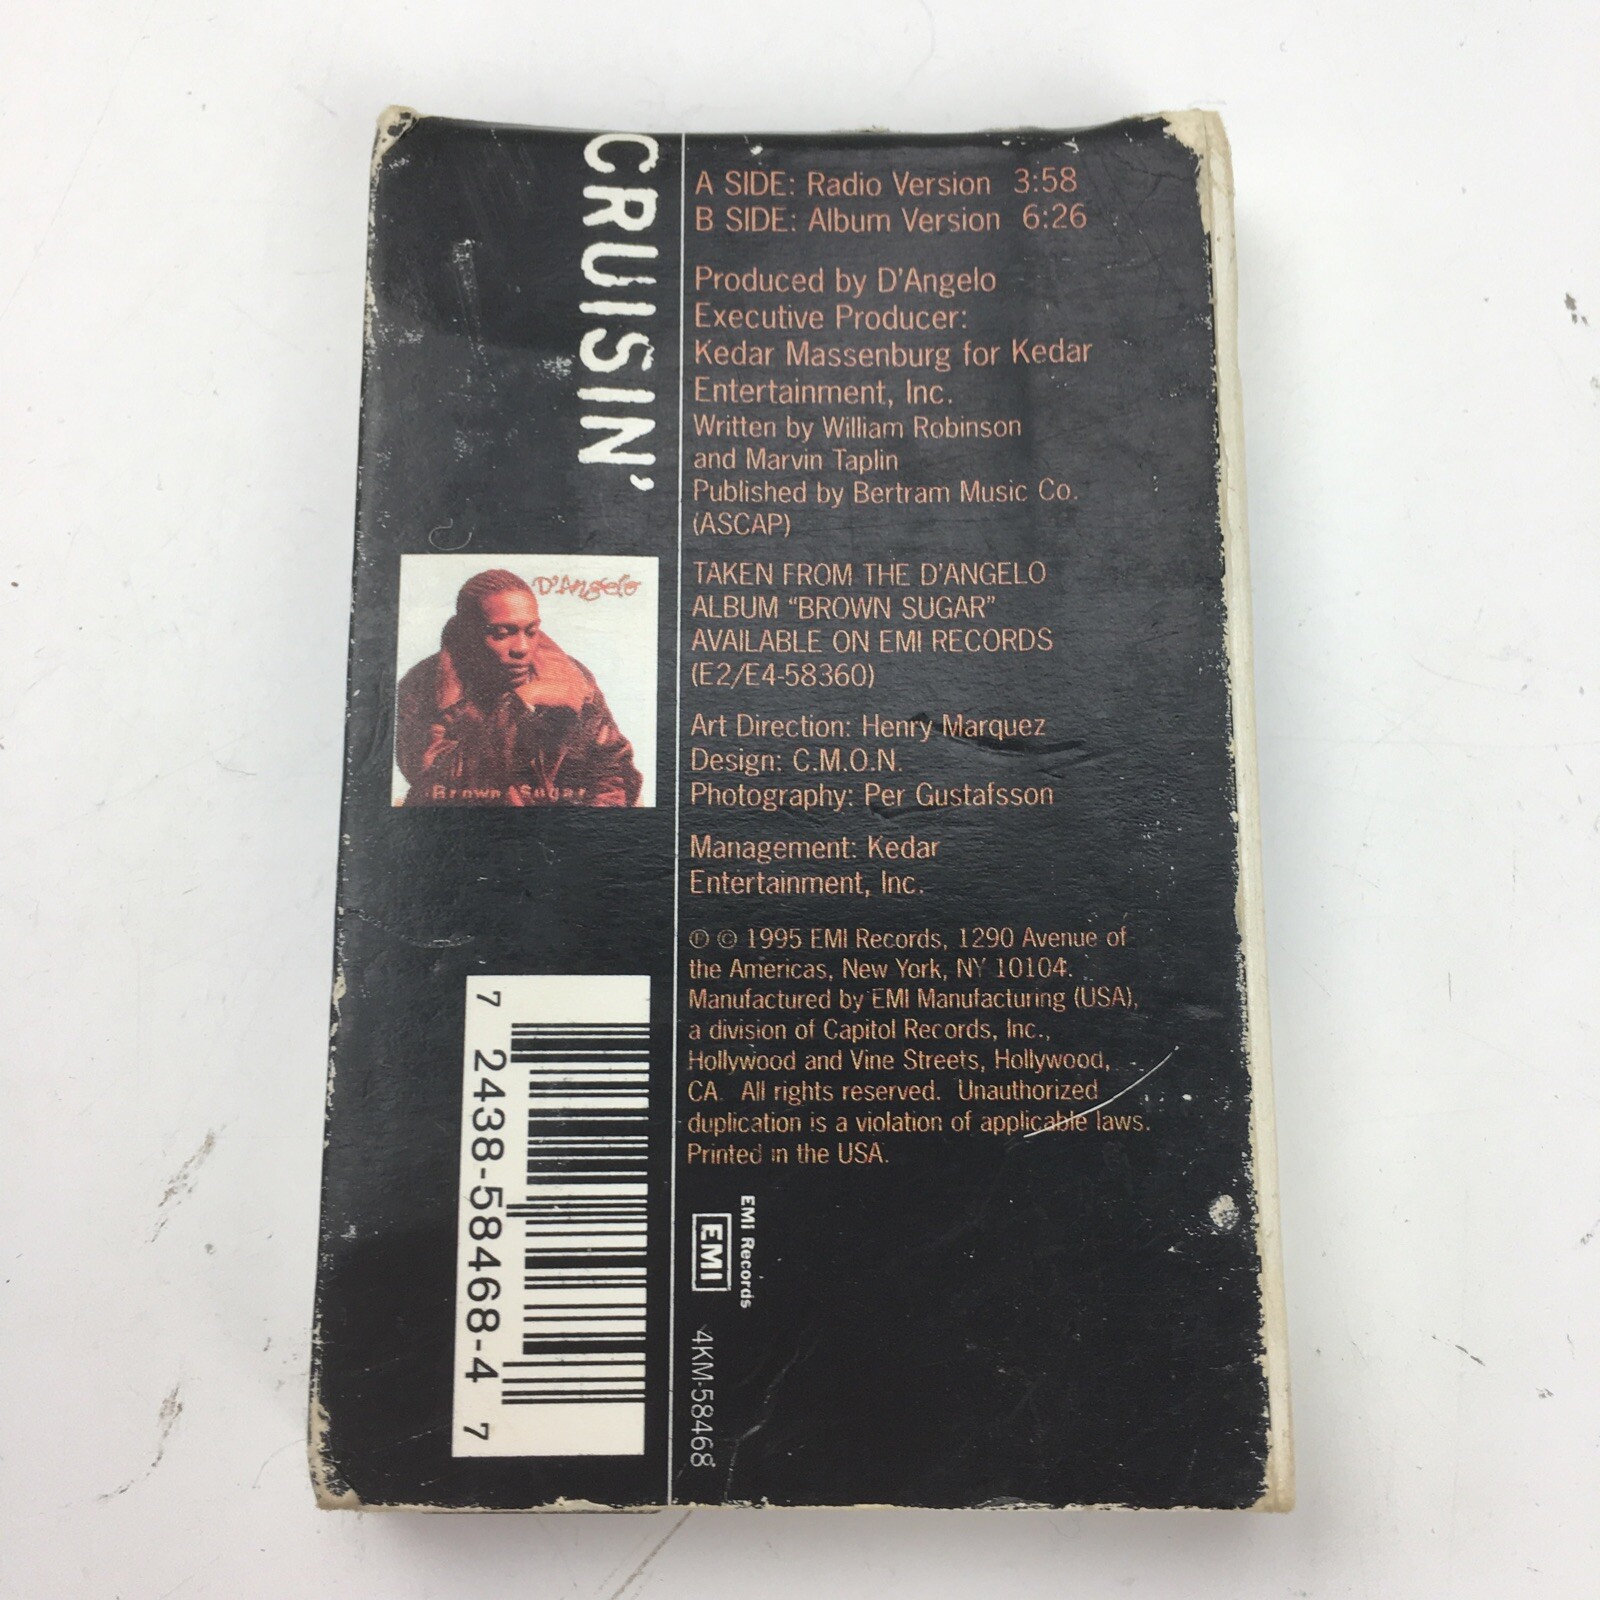 CRUISIN'
A SIDE: Radio Version 3:58
B SIDE: Album Version 6:26
Produced by D'Angelo
Executive Producer:
Kedar Massenburg for Kedar
Entertainment, Inc.
Written by William Robinson
and Marvin Taplin
Published by Bertram Music Co.
(ASCAP)
TAKEN FROM THE D'ANGELO
ALBUM “BROWN SUGAR”
AVAILABLE ON EMI RECORDS
(E2/E4-58360)
Art Direction: Henry Marquez
Design: C.M.O.N.
Photography: Per Gustafsson
Management: Kedar
Entertainment, Inc.
Ⓟ © 1995 EMI Records, 1290 Avenue of
the Americas, New York, NY 10104.
Manufactured by EMI Manufacturing (USA),
a division of Capitol Records, Inc.,
Hollywood and Vine Streets, Hollywood,
CA. All rights reserved. Unauthorized
duplication is a violation of applicable laws.
Printed in the USA.
EMI Records
EMI
4KM-58468
D'Angelo
Brown Sugar
7 2438-58468-4 7